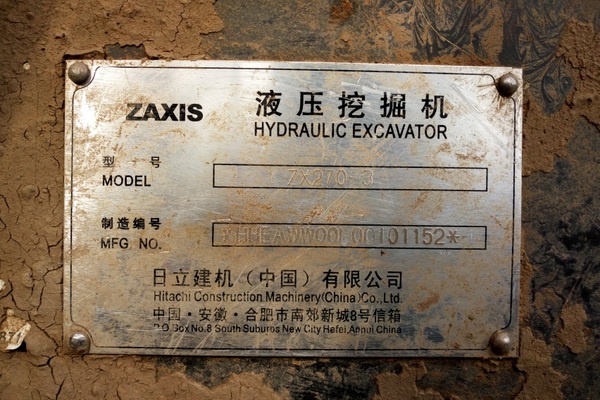 ZAXIS 液压挖掘机
HYDRAULIC EXCAVATOR
型 号
MODEL ZX270-3
制造编号
MFG NO.
日立建机（中国）有限公司
Hitachi Construction Machinery(China)Co.,Ltd.
中国·安徽·合肥市南郊新城8号信箱
P.O Box No.8 South Suburbs New City Hefei,Anhui China